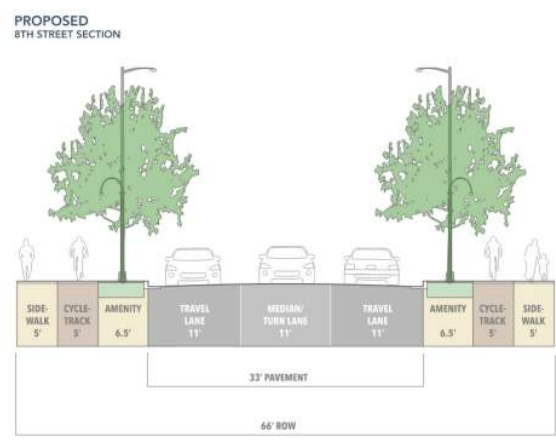 PROPOSED
8TH STREET SECTION
SIDE-
WALK
5'
CYCLE-
TRACK
5'
AMENITY
6.5'
TRAVEL
LANE
11'
MEDIAN/
TURN LANE
11'
TRAVEL
LANE
11'
AMENITY
6.5'
CYCLE-
TRACK
5'
SIDE-
WALK
5'
33' PAVEMENT
66' ROW